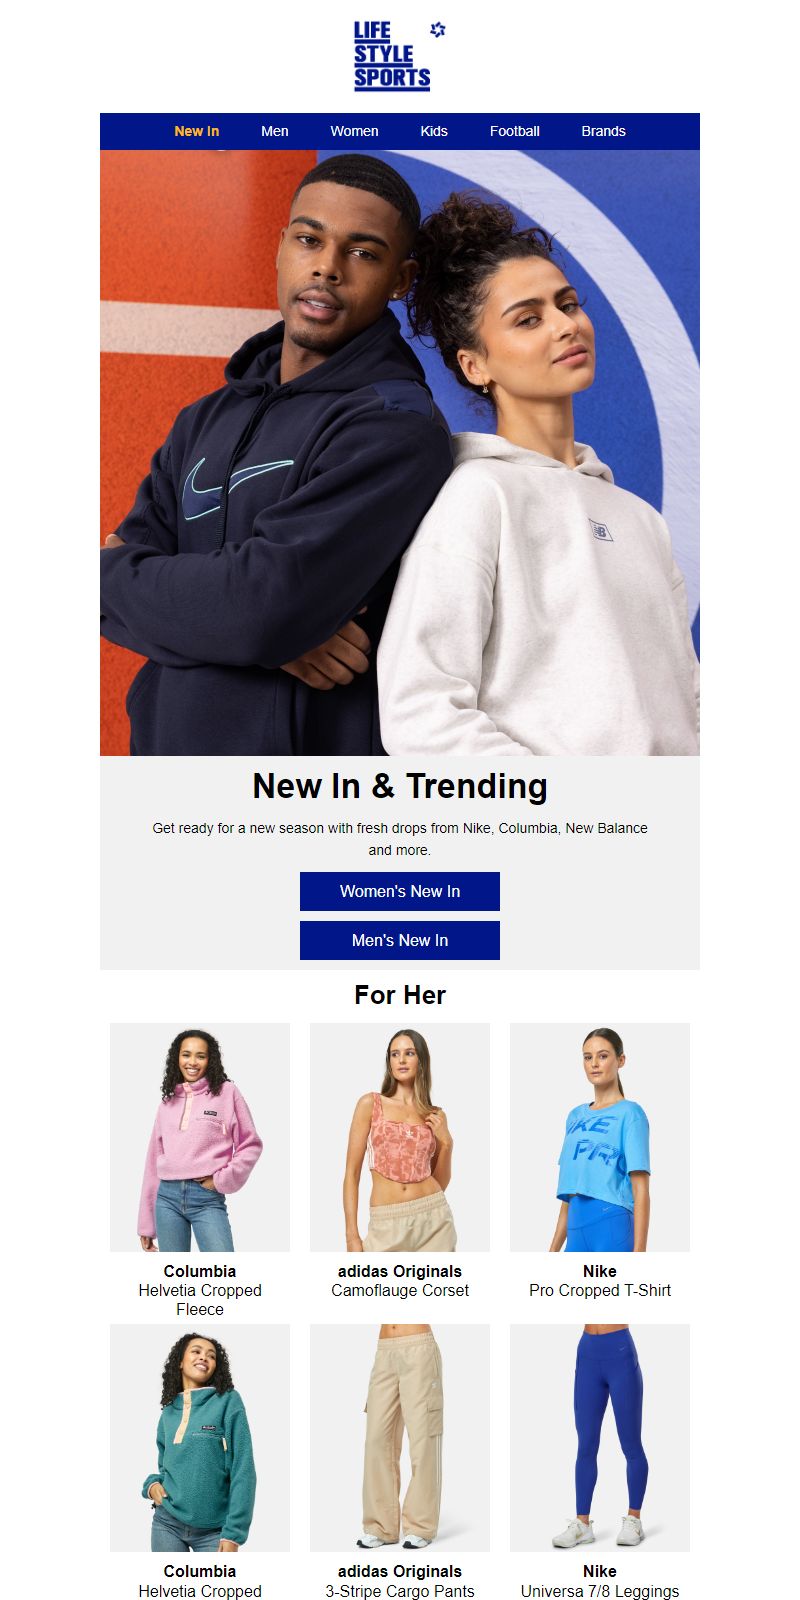 LIFE
STYLE
SPORTS
New In Men Women Kids Football Brands
New In & Trending
Get ready for a new season with fresh drops from Nike, Columbia, New Balance
and more.
Women's New In
Men's New In
For Her
Columbia
Helvetia Cropped
Fleece
adidas Originals
Camoflauge Corset
Nike
Pro Cropped T-Shirt
Columbia
Helvetia Cropped
adidas Originals
3-Stripe Cargo Pants
Nike
Universa 7/8 Leggings